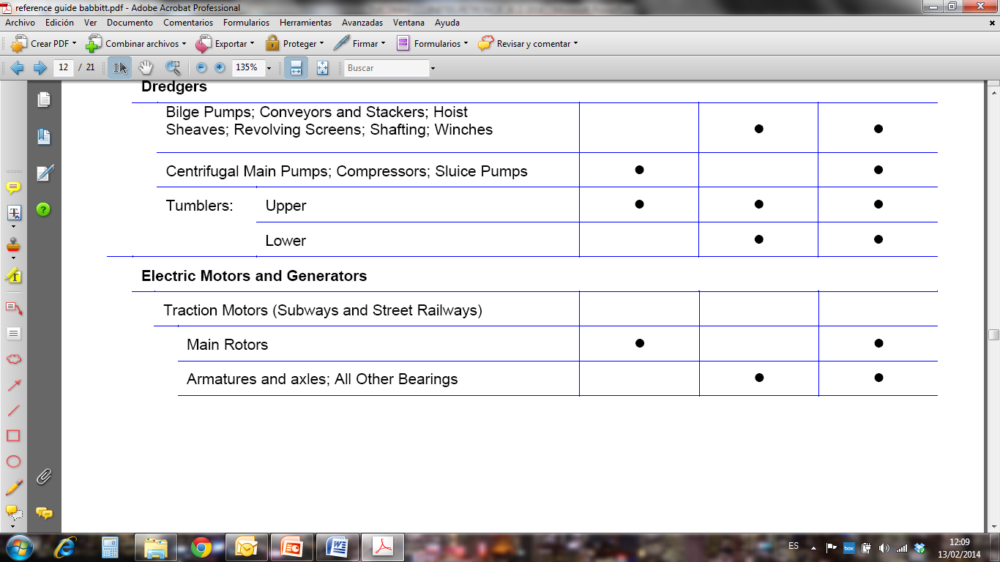 reference guide babbitt.pdf - Adobe Acrobat Professional
Archivo Edición Ver Documento Comentarios Formularios Herramientas Avanzadas Ventana Ayuda
Crear PDF Combinar archivos Exportar Proteger Firmar Formularios Revisar y comentar
12 / 21 135% Buscar
Dredgers
Bilge Pumps; Conveyors and Stackers; Hoist
Sheaves; Revolving Screens; Shafting; Winches
● ●
Centrifugal Main Pumps; Compressors; Sluice Pumps ● ●
Tumblers: Upper ● ● ●
Lower ● ●
Electric Motors and Generators
Traction Motors (Subways and Street Railways)
Main Rotors ● ●
Armatures and axles; All Other Bearings ● ●
ES box 12:09
13/02/2014